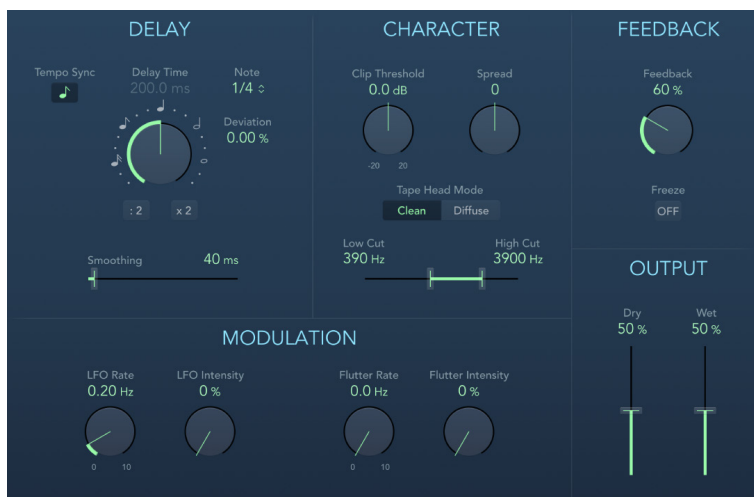 DELAY
Tempo Sync
Delay Time
200.0 ms
Note
1/4
Deviation
0.00 %
: 2
x 2
Smoothing
40 ms
CHARACTER
Clip Threshold
0.0 dB
-20 20
Spread
0
Tape Head Mode
Clean Diffuse
Low Cut
390 Hz
High Cut
3900 Hz
FEEDBACK
Feedback
60 %
Freeze
OFF
MODULATION
LFO Rate
0.20 Hz
0 10
LFO Intensity
0 %
Flutter Rate
0.0 Hz
0 10
Flutter Intensity
0 %
OUTPUT
Dry
50 %
Wet
50 %